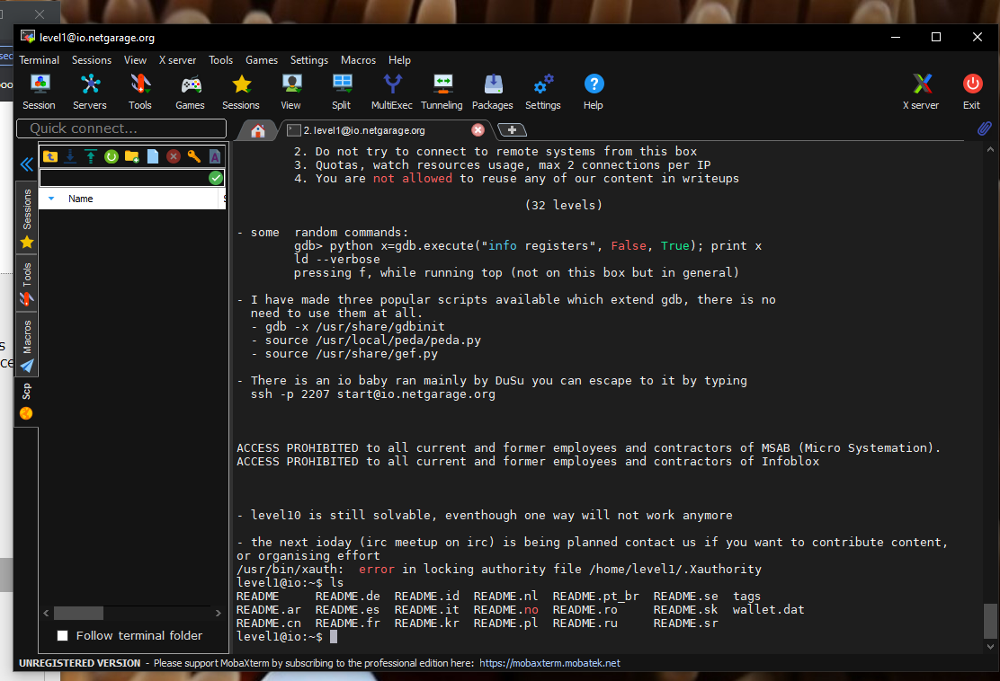 level1@io.netgarage.org
Terminal Sessions View X server Tools Games Settings Macros Help
Session Servers Tools Games Sessions View Split MultiExec Tunneling Packages Settings Help X server Exit
Quick connect...
2. level1@io.netgarage.org
Name
Sessions
Tools
Macros
Scp
2. Do not try to connect to remote systems from this box
3. Quotas, watch resources usage, max 2 connections per IP
4. You are not allowed to reuse any of our content in writeups
(32 levels)
- some  random commands:
gdb> python x=gdb.execute("info registers", False, True); print x
ld --verbose
pressing f, while running top (not on this box but in general)
- I have made three popular scripts available which extend gdb, there is no
need to use them at all.
- gdb -x /usr/share/gdbinit
- source /usr/local/peda/peda.py
- source /usr/share/gef.py
- There is an io baby ran mainly by DuSu you can escape to it by typing
ssh -p 2207 start@io.netgarage.org
ACCESS PROHIBITED to all current and former employees and contractors of MSAB (Micro Systemation).
ACCESS PROHIBITED to all current and former employees and contractors of Infoblox
- level10 is still solvable, eventhough one way will not work anymore
- the next ioday (irc meetup on irc) is being planned contact us if you want to contribute content,
or organising effort
/usr/bin/xauth:  error in locking authority file /home/level1/.Xauthority
level1@io:~$ ls
README README.de README.id README.nl README.pt_br README.se tags
README.ar README.es README.it README.no README.ro README.sk wallet.dat
README.cn README.fr README.kr README.pl README.ru README.sr
level1@io:~$
Follow terminal folder
UNREGISTERED VERSION - Please support MobaXterm by subscribing to the professional edition here: https://mobaxterm.mobatek.net